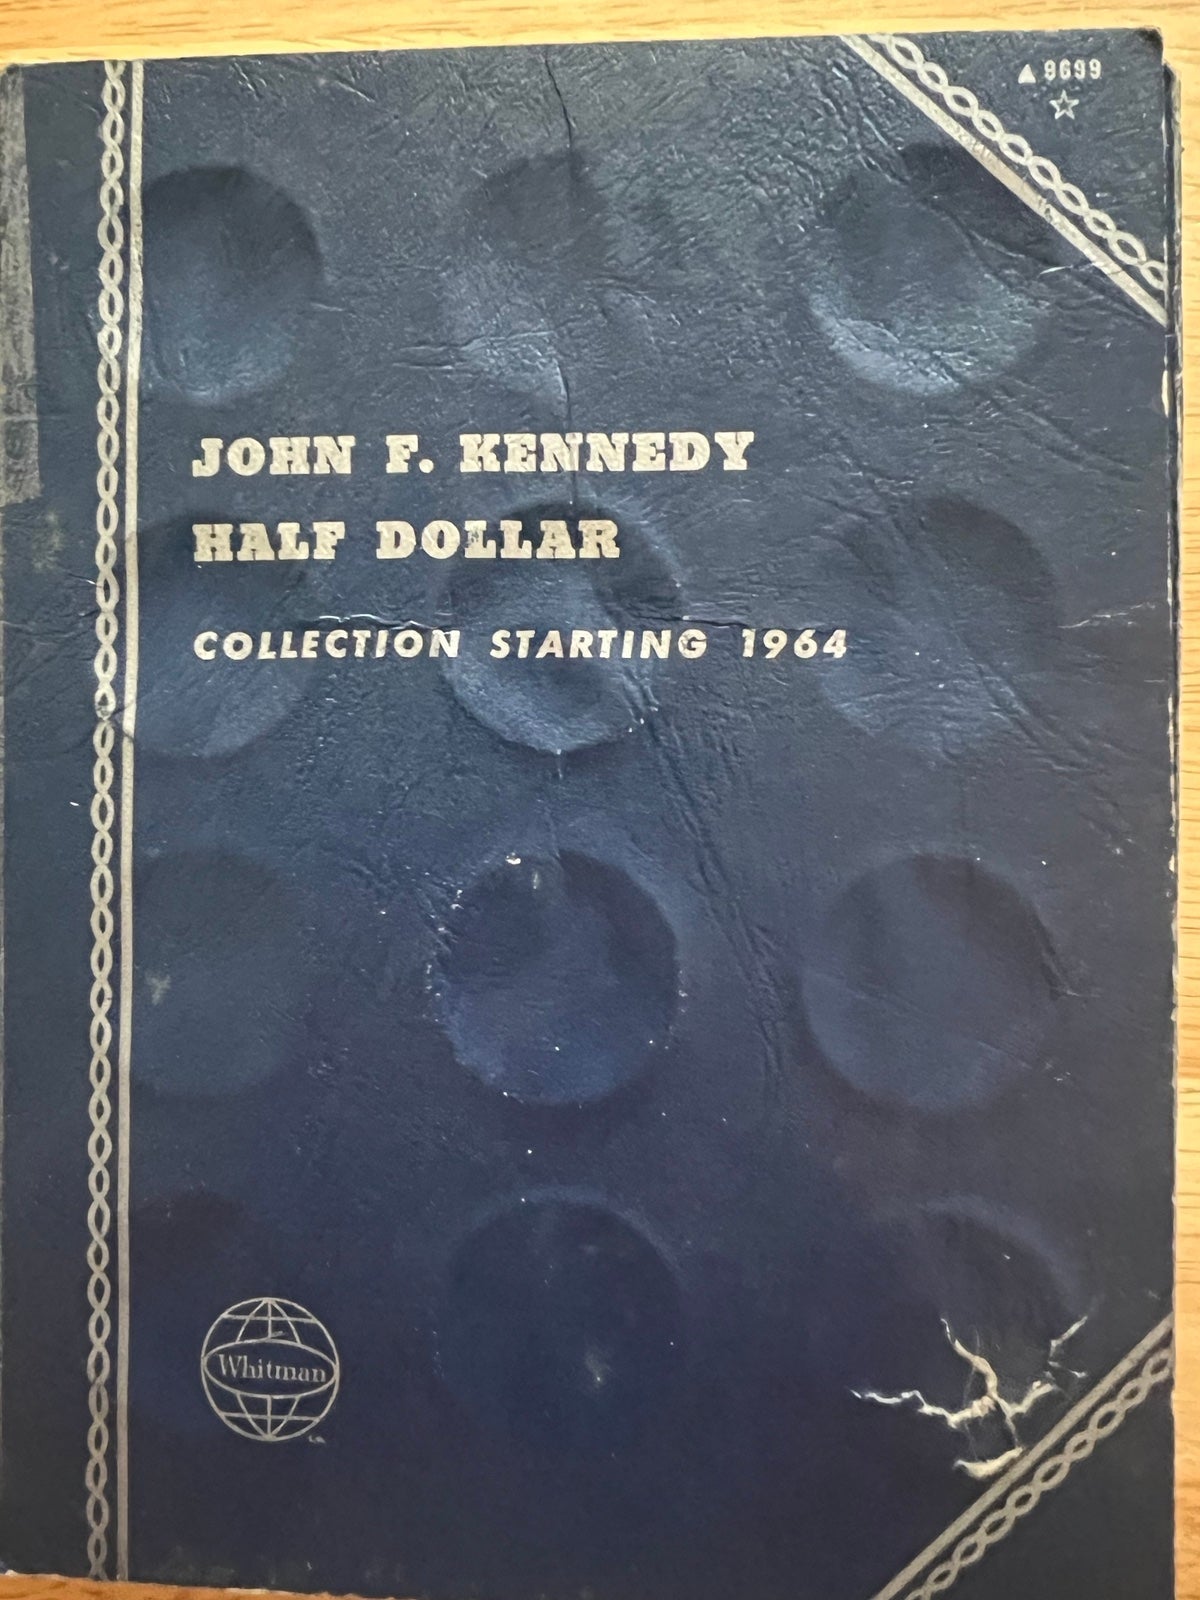 ▲ 9699
☆
JOHN F. KENNEDY
HALF DOLLAR
COLLECTION STARTING 1964
Whitman